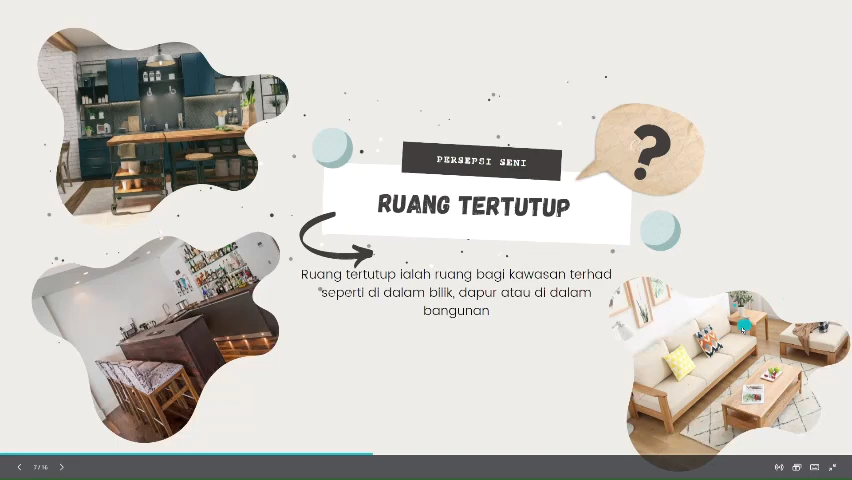 PERSEPSI SENI
?
RUANG TERTUTUP
Ruang tertutup ialah ruang bagi kawasan terhad
seperti di dalam bilik, dapur atau di dalam
bangunan
7 / 16